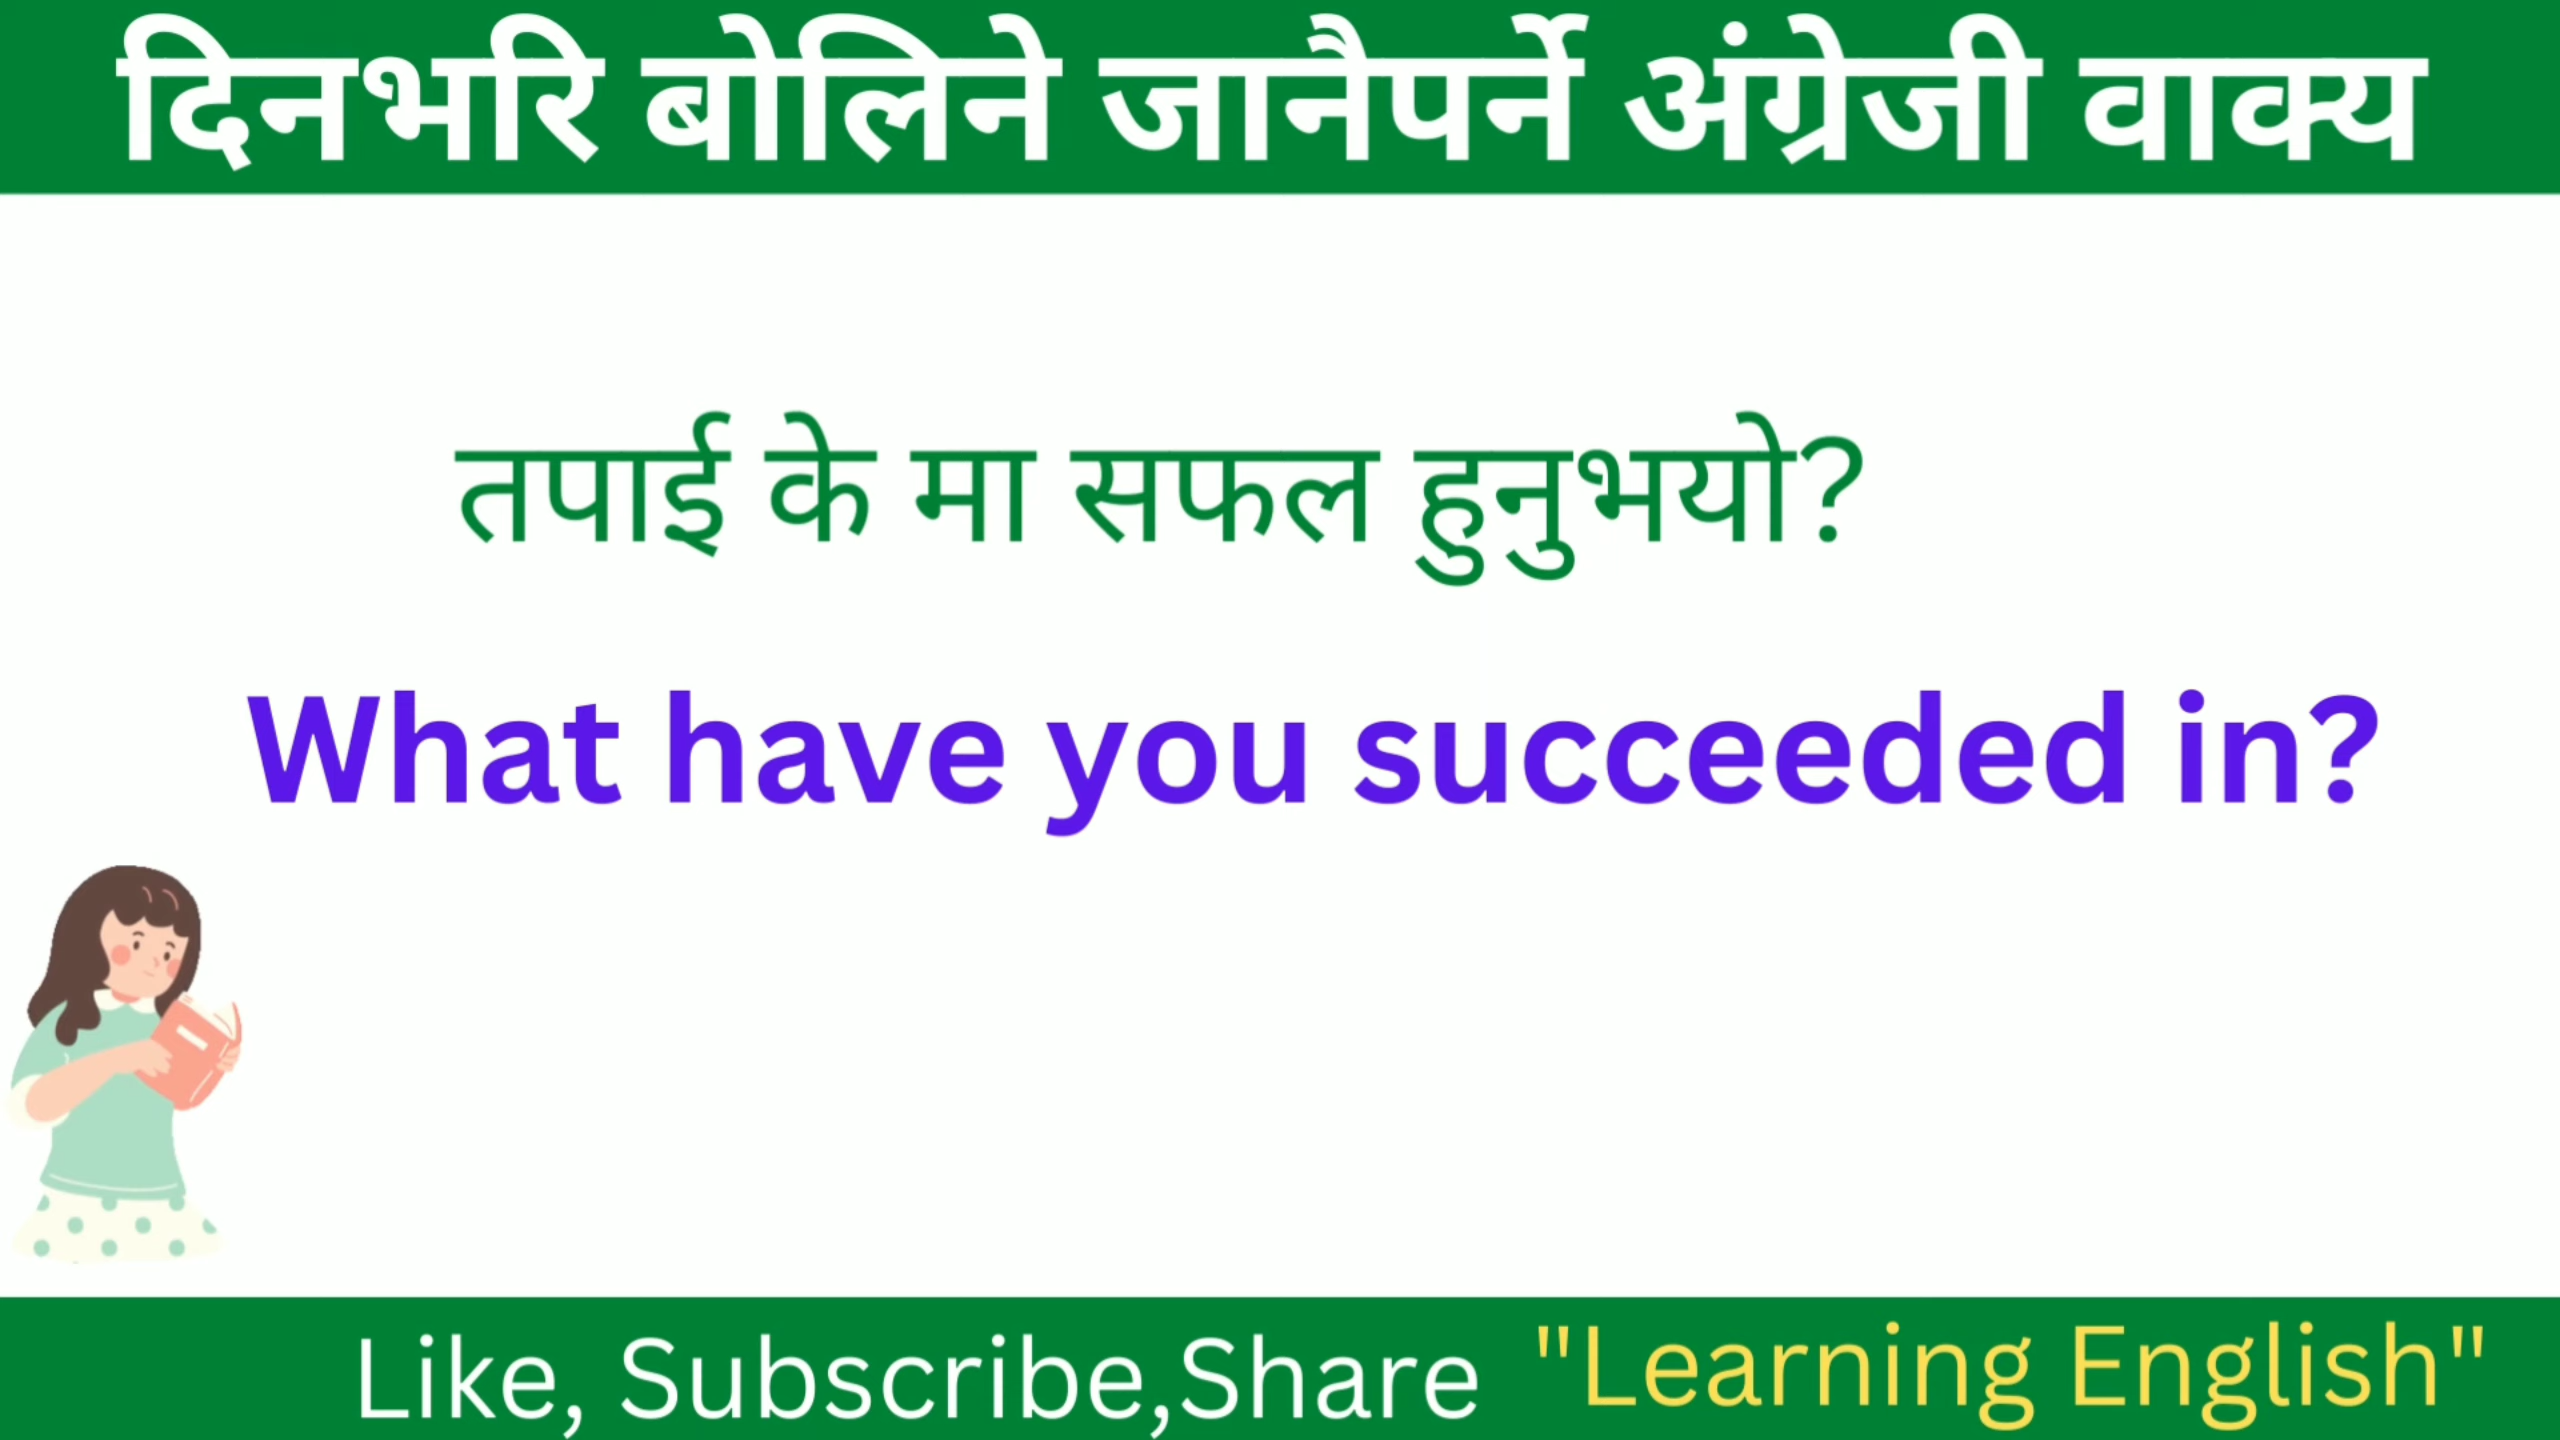 दिनभरि बोलिने जानैपर्ने अंग्रेजी वाक्य
तपाई के मा सफल हुनुभयो?
What have you succeeded in?
Like, Subscribe,Share "Learning English"